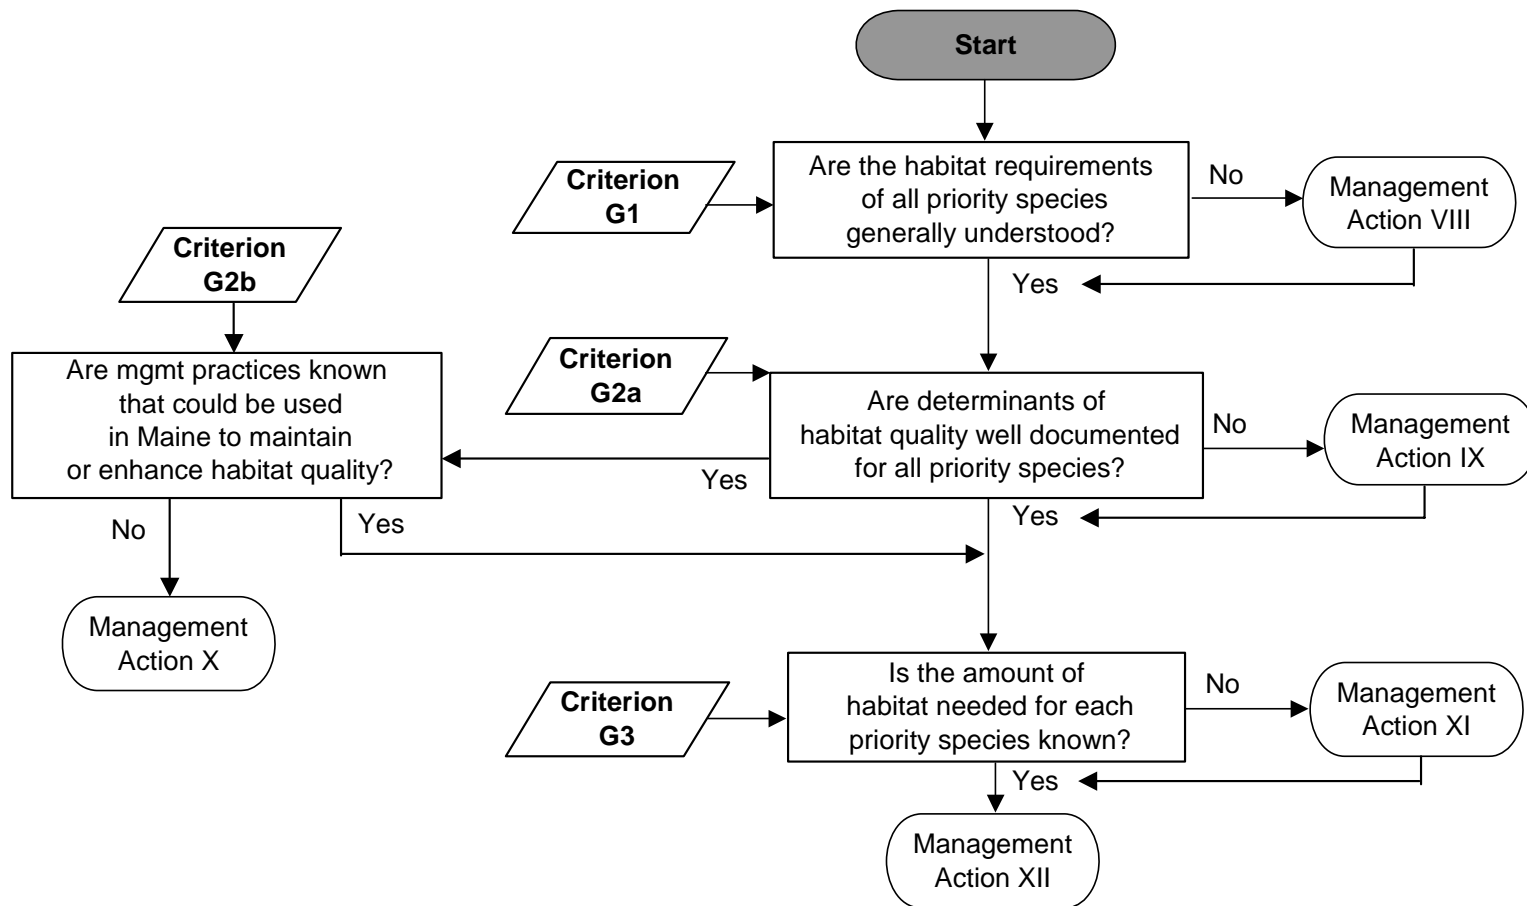 Start
Criterion
G1
Are the habitat requirements
of all priority species
generally understood?
No
Management
Action VIII
Yes
Criterion
G2b
Are mgmt practices known
that could be used
in Maine to maintain
or enhance habitat quality?
Criterion
G2a
Are determinants of
habitat quality well documented
for all priority species?
No
Management
Action IX
Yes
Yes
No
Yes
Management
Action X
Criterion
G3
Is the amount of
habitat needed for each
priority species known?
No
Management
Action XI
Yes
Management
Action XII